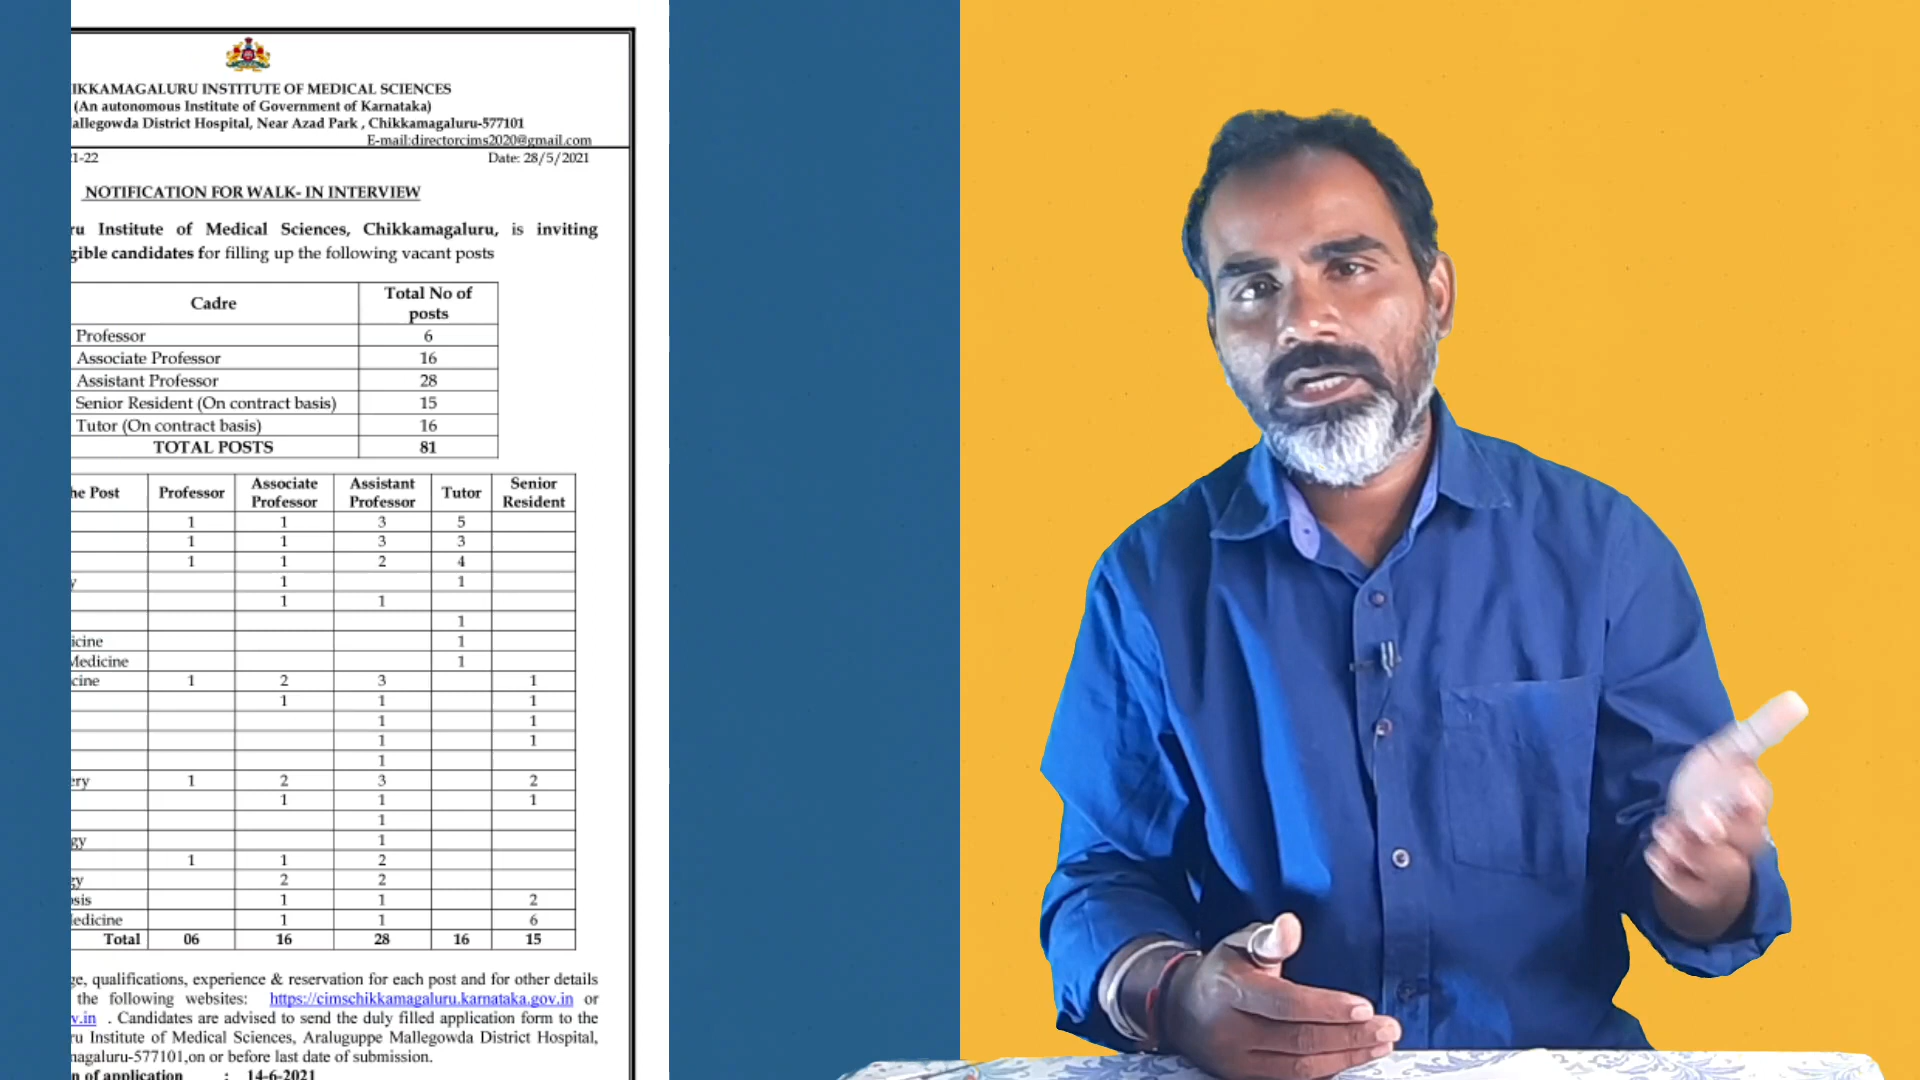 IKKAMAGALURU INSTITUTE OF MEDICAL SCIENCES
(An autonomous Institute of Government of Karnataka)
allegowda District Hospital, Near Azad Park , Chikkamagaluru-577101
E-mail:directorcims2020@gmail.com
1-22 Date: 28/5/2021
NOTIFICATION FOR WALK- IN INTERVIEW
ru Institute of Medical Sciences, Chikkamagaluru, is inviting
gible candidates for filling up the following vacant posts
Cadre Total No of posts
Professor 6
Associate Professor 16
Assistant Professor 28
Senior Resident (On contract basis) 15
Tutor (On contract basis) 16
TOTAL POSTS 81
he Post Professor Associate Professor Assistant Professor Tutor Senior Resident
1 1 3 5
1 1 3 3
1 1 2 4
y 1 1
1 1
1
icine 1
Medicine 1
cine 1 2 3 1
1 1 1
1 1
1 1
1
ery 1 2 3 2
1 1 1
1
gy 1
1 1 2
gy 2 2
osis 1 1 2
edicine 1 1 6
Total 06 16 28 16 15
ge, qualifications, experience & reservation for each post and for other details
the following websites: https://cimschikkamagaluru.karnataka.gov.in or
v.in . Candidates are advised to send the duly filled application form to the
ru Institute of Medical Sciences, Araluguppe Mallegowda District Hospital,
nagaluru-577101,on or before last date of submission.
n of application : 14-6-2021